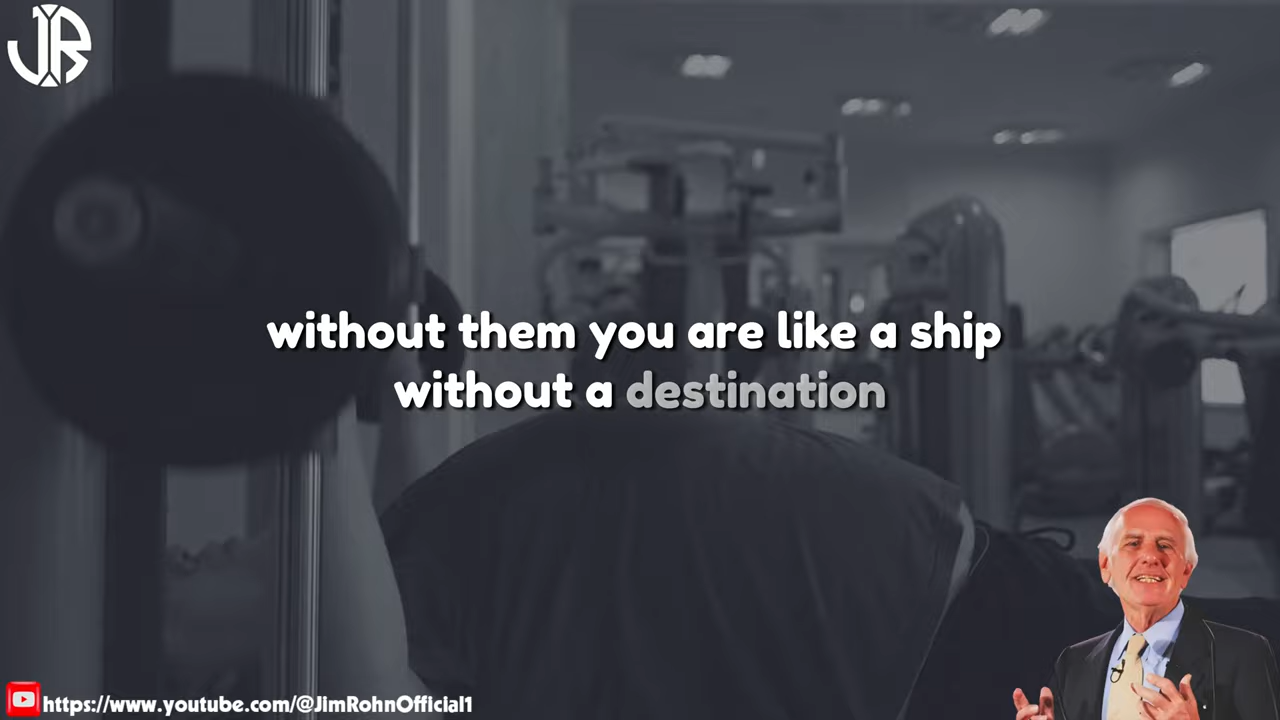 JR
without them you are like a ship
without a destination
https://www.youtube.com/@JimRohnOfficial1